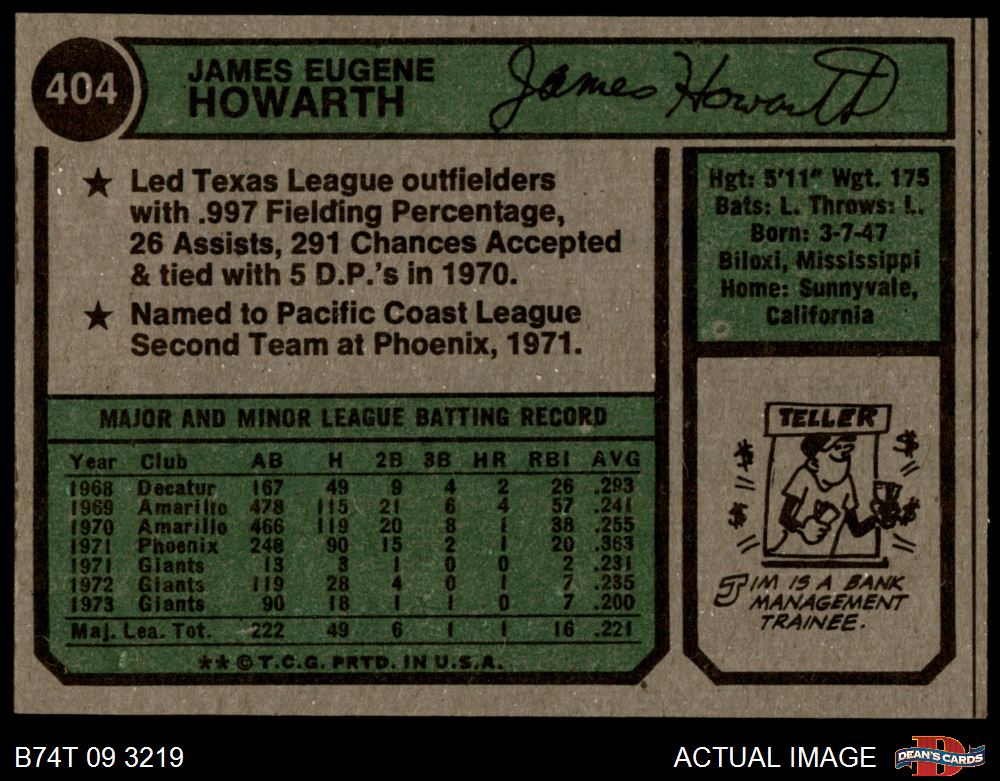 404
JAMES EUGENE
HOWARTH
James Howarth
★ Led Texas League outfielders
with .997 Fielding Percentage,
26 Assists, 291 Chances Accepted
& tied with 5 D.P.'s in 1970.
★ Named to Pacific Coast League
Second Team at Phoenix, 1971.
Hgt: 5'11" Wgt. 175
Bats: L. Throws: L.
Born: 3-7-47
Biloxi, Mississippi
Home: Sunnyvale,
California
MAJOR AND MINOR LEAGUE BATTING RECORD
Year Club AB H 2B 3B HR RBI AVG
1968 Decatur 167 49 9 4 2 26 .293
1969 Amarillo 478 115 21 6 4 57 .241
1970 Amarillo 466 119 20 8 1 38 .255
1971 Phoenix 248 90 15 2 1 20 .363
1971 Giants 13 3 1 0 0 2 .231
1972 Giants 119 28 4 0 1 7 .235
1973 Giants 90 18 1 1 0 7 .200
Maj. Lea. Tot. 222 49 6 1 1 16 .221
★★ © T.C.G. PRTD. IN U.S.A.
TELLER
$ $
$ $
JIM IS A BANK
MANAGEMENT
TRAINEE.
B74T 09 3219
ACTUAL IMAGE
D
DEAN'S CARDS